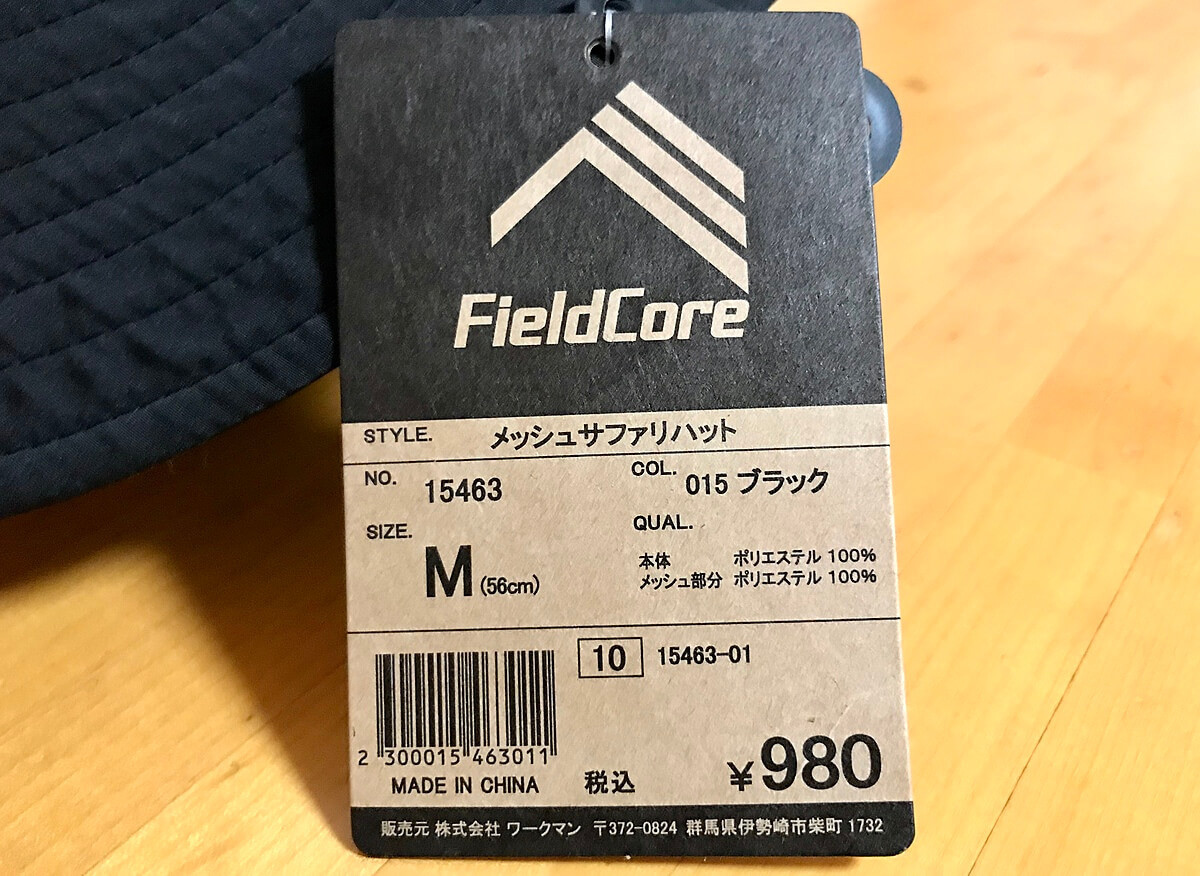 FieldCore
STYLE. メッシュサファリハット
NO. 15463 COL. 015 ブラック
SIZE. M (56cm) QUAL.
本体 ポリエステル 100%
メッシュ部分 ポリエステル 100%
10 15463-01
2 300015 463011
MADE IN CHINA 税込 ¥980
販売元 株式会社 ワークマン 〒372-0824 群馬県伊勢崎市柴町 1732